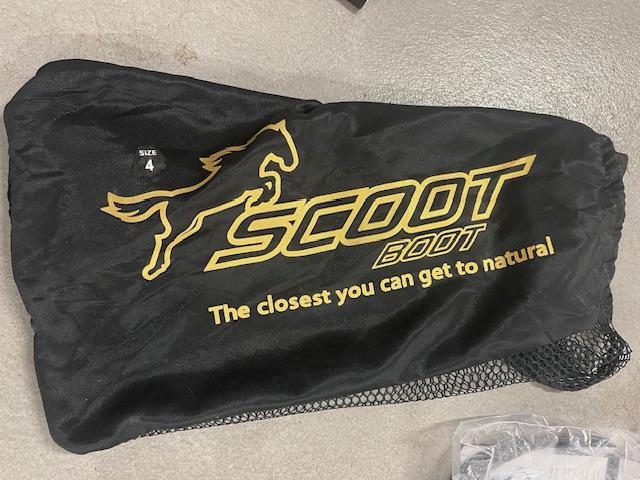 SIZE
4
SCOOT
BOOT
The closest you can get to natural